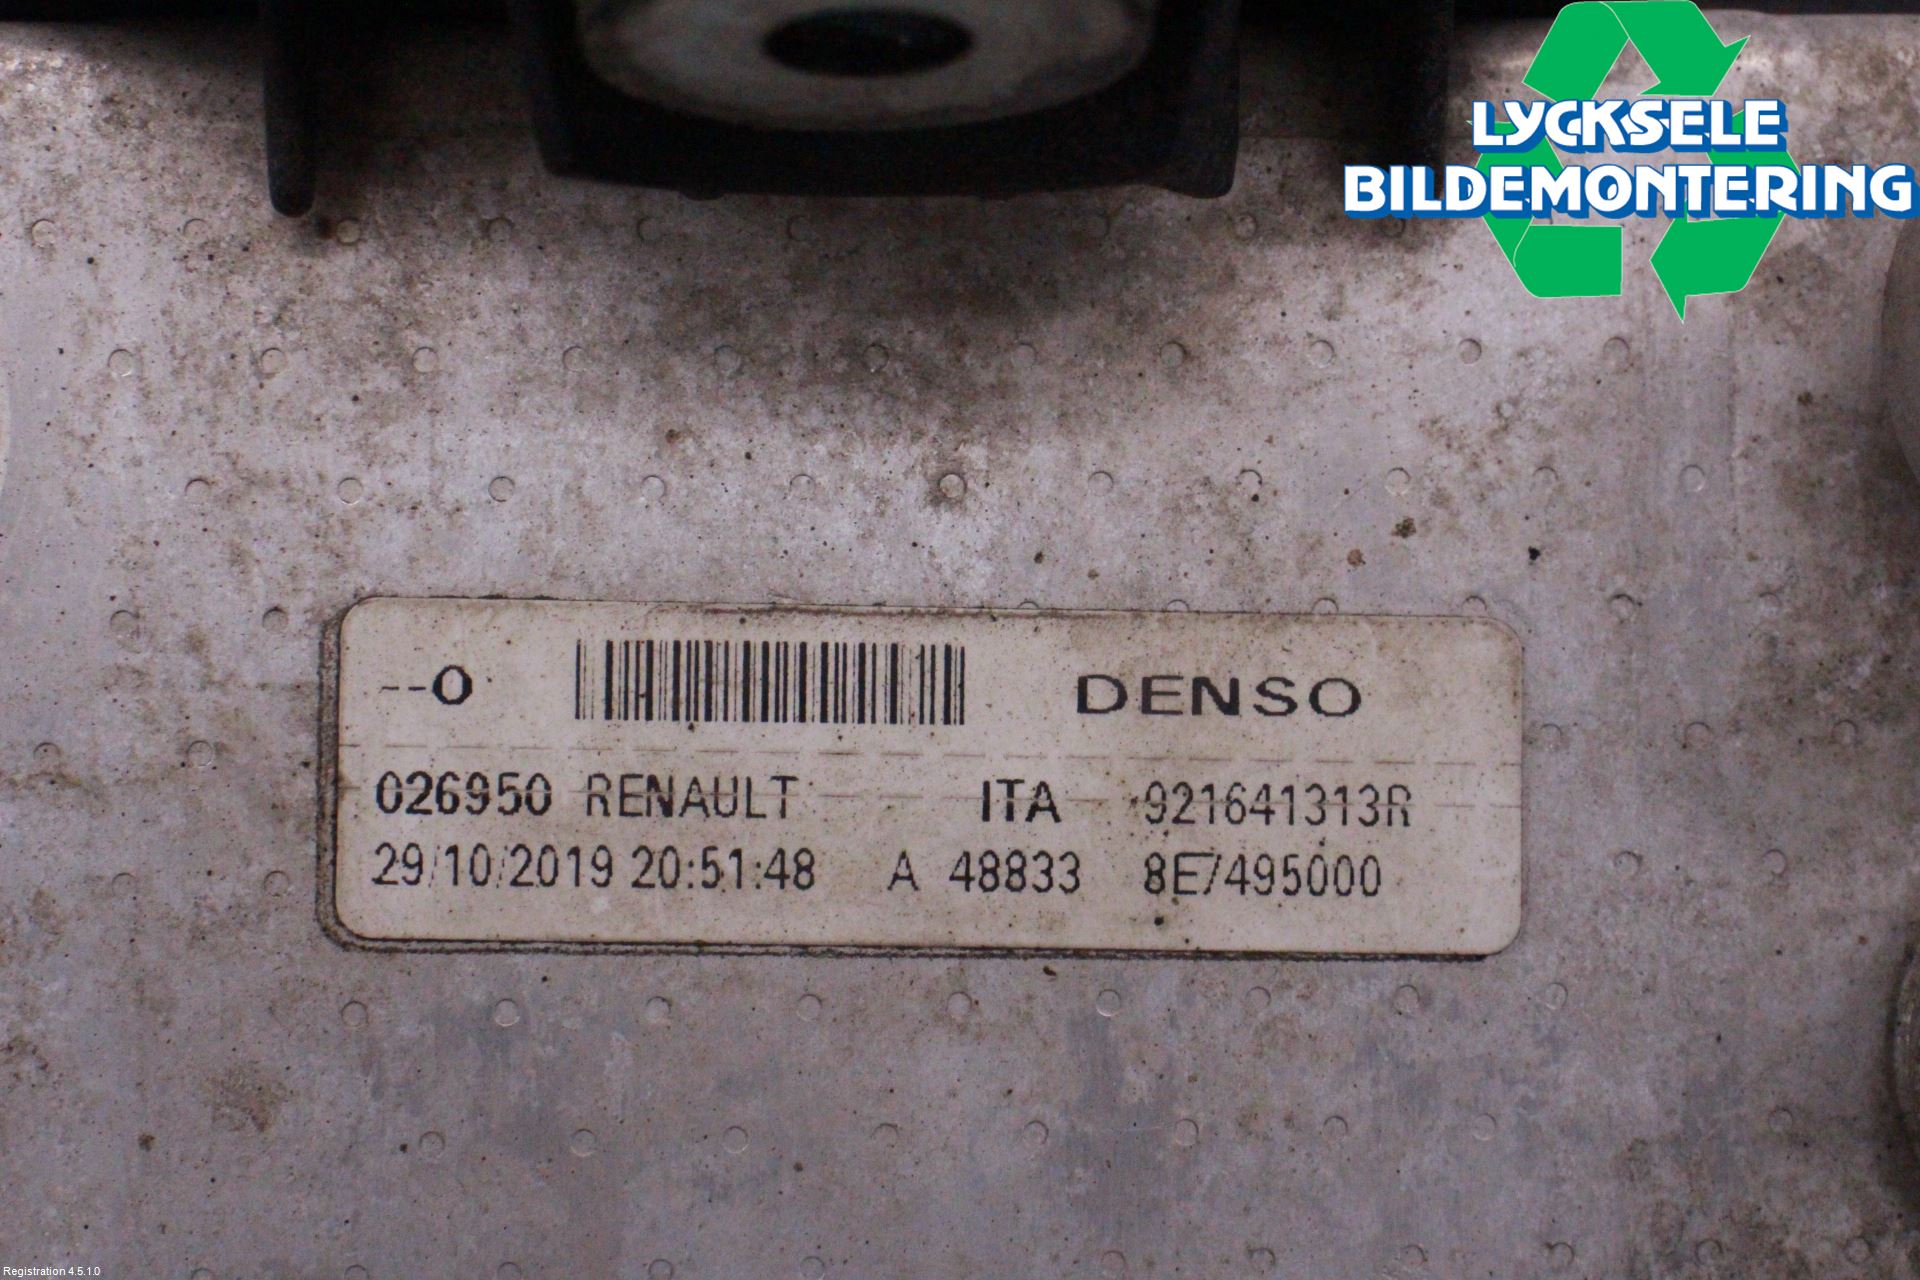 LYCKSELE
BILDEMONTERING
--O DENSO
026950 RENAULT ITA 921641313R
29/10/2019 20:51:48 A 48833 8E7495000
Registration 4.5.1.0